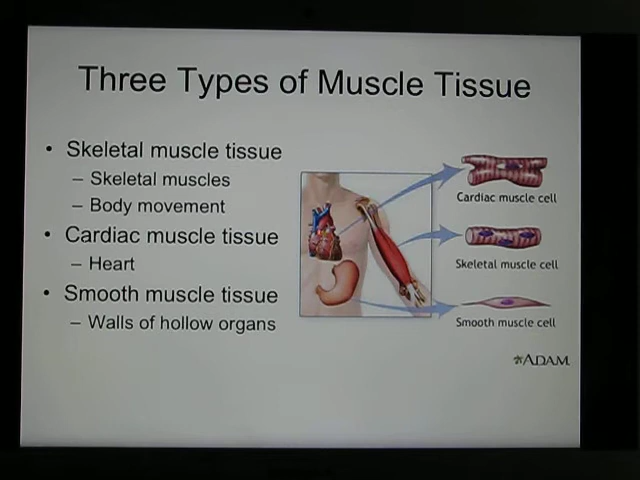 Three Types of Muscle Tissue
• Skeletal muscle tissue
– Skeletal muscles
– Body movement
• Cardiac muscle tissue
– Heart
• Smooth muscle tissue
– Walls of hollow organs
Cardiac muscle cell
Skeletal muscle cell
Smooth muscle cell
*ADAM.